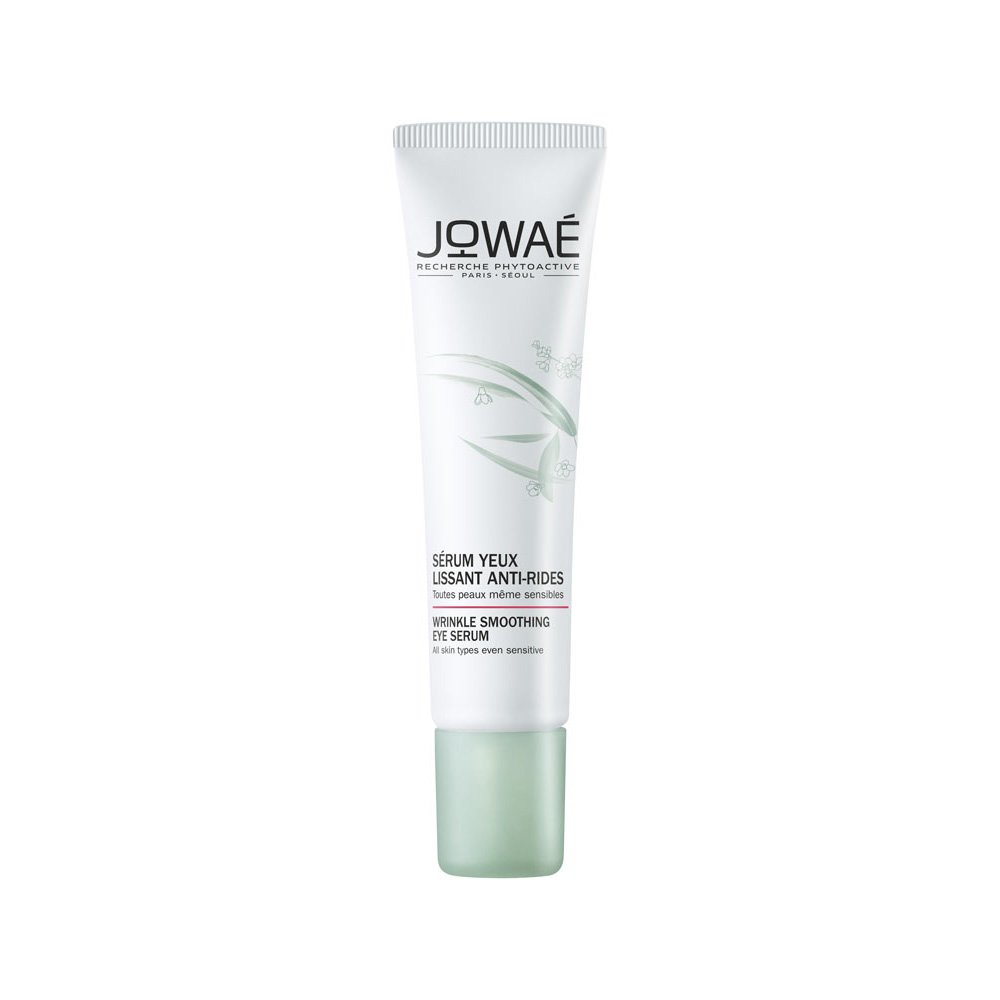 JOWAÉ
RECHERCHE PHYTOACTIVE
PARIS • SÉOUL
SÉRUM YEUX
LISSANT ANTI-RIDES
Toutes peaux même sensibles
WRINKLE SMOOTHING
EYE SERUM
All skin types even sensitive